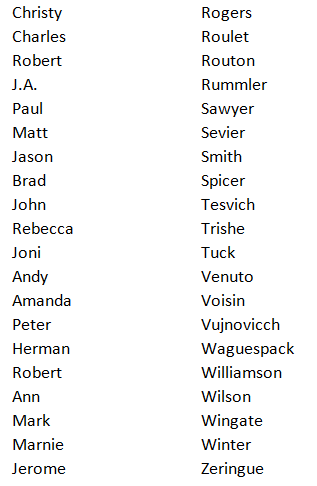 Christy Rogers
Charles Roulet
Robert Routon
J.A. Rummler
Paul Sawyer
Matt Sevier
Jason Smith
Brad Spicer
John Tesvich
Rebecca Trishe
Joni Tuck
Andy Venuto
Amanda Voisin
Peter Vujnovicch
Herman Waguespack
Robert Williamson
Ann Wilson
Mark Wingate
Marnie Winter
Jerome Zeringue